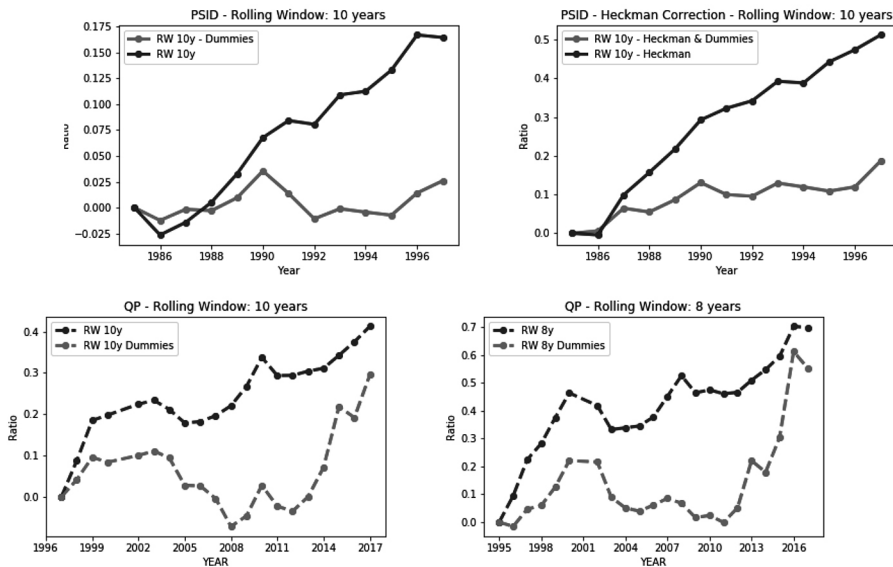 PSID - Rolling Window: 10 years
RW 10y - Dummies
RW 10y
0.175
0.150
0.125
0.100
0.075
0.050
0.025
0.000
−0.025
Ratio
1986 1988 1990 1992 1994 1996
Year
PSID - Heckman Correction - Rolling Window: 10 years
RW 10y - Heckman & Dummies
RW 10y - Heckman
0.5
0.4
0.3
0.2
0.1
0.0
Ratio
1986 1988 1990 1992 1994 1996
Year
QP - Rolling Window: 10 years
RW 10y
RW 10y Dummies
0.4
0.3
0.2
0.1
0.0
Ratio
1996 1999 2002 2005 2008 2011 2014 2017
YEAR
QP - Rolling Window: 8 years
RW 8y
RW 8y Dummies
0.7
0.6
0.5
0.4
0.3
0.2
0.1
0.0
Ratio
1995 1998 2001 2004 2007 2010 2013 2016
YEAR